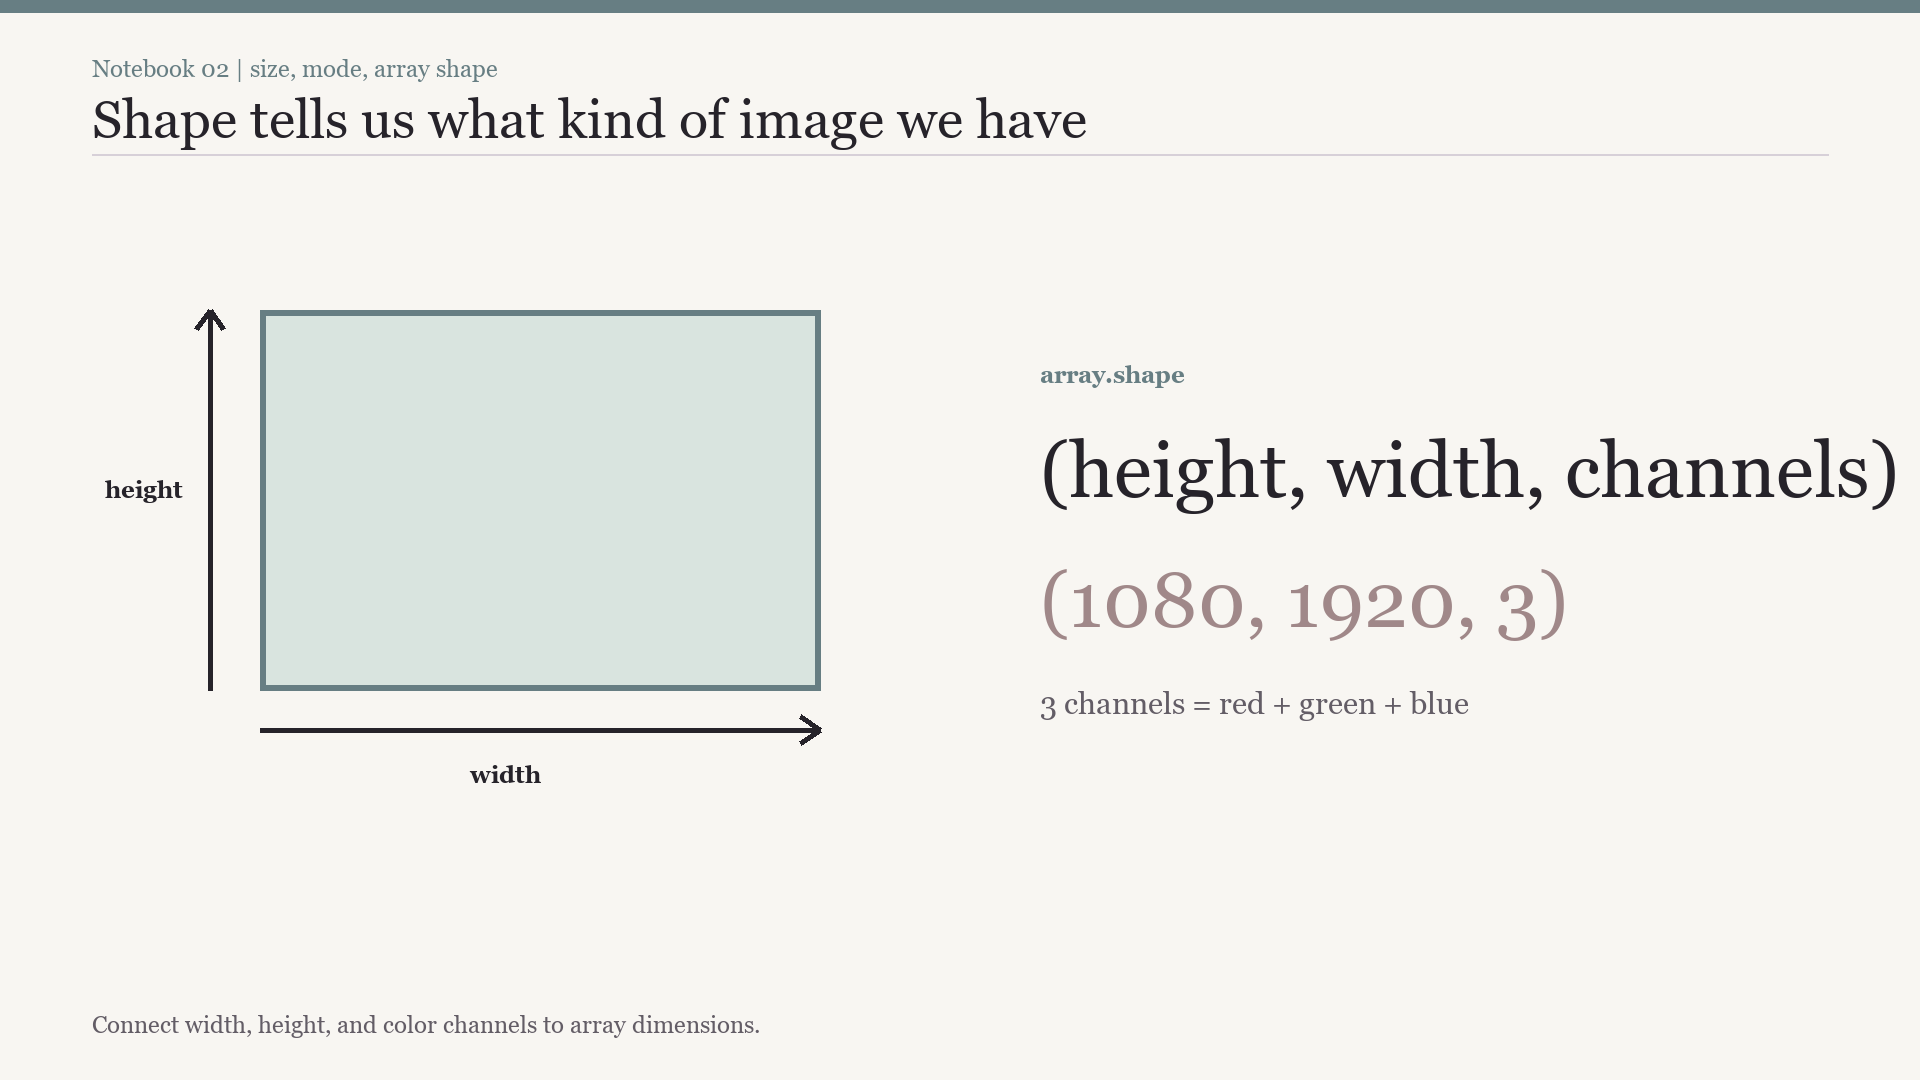 Notebook 02 | size, mode, array shape
Shape tells us what kind of image we have
height
width
array.shape
(height, width, channels)
(1080, 1920, 3)
3 channels = red + green + blue
Connect width, height, and color channels to array dimensions.